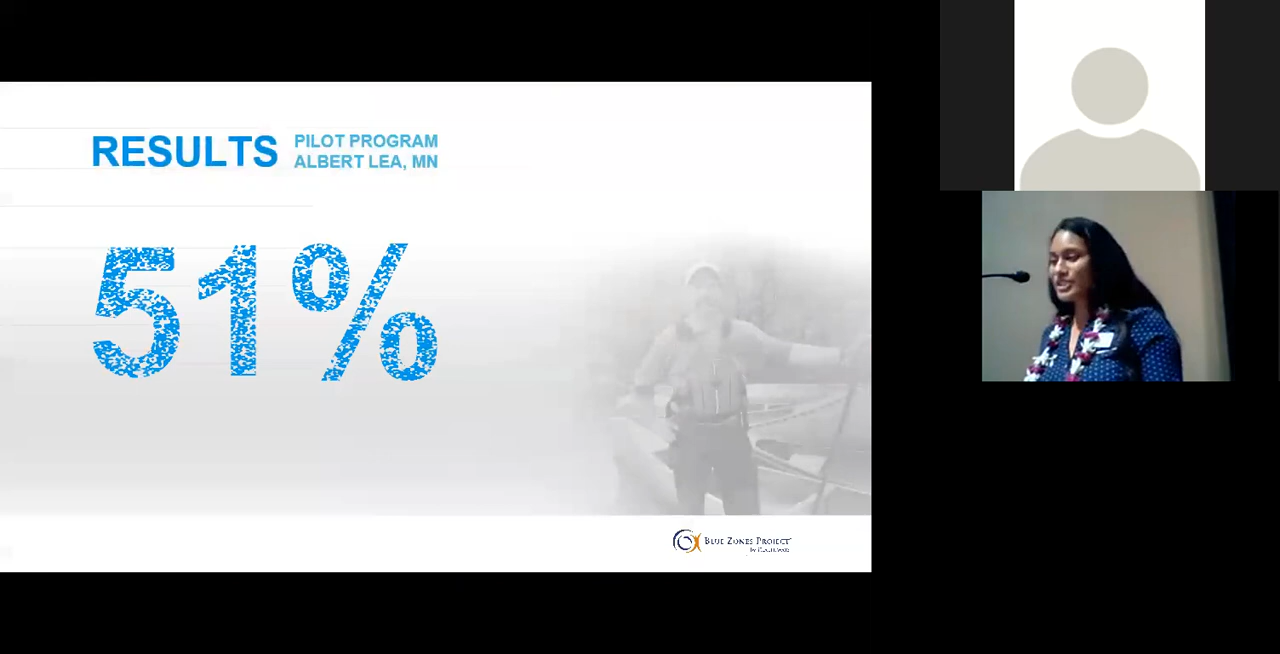 RESULTS
PILOT PROGRAM
ALBERT LEA, MN
51%
BLUE ZONES PROJECT